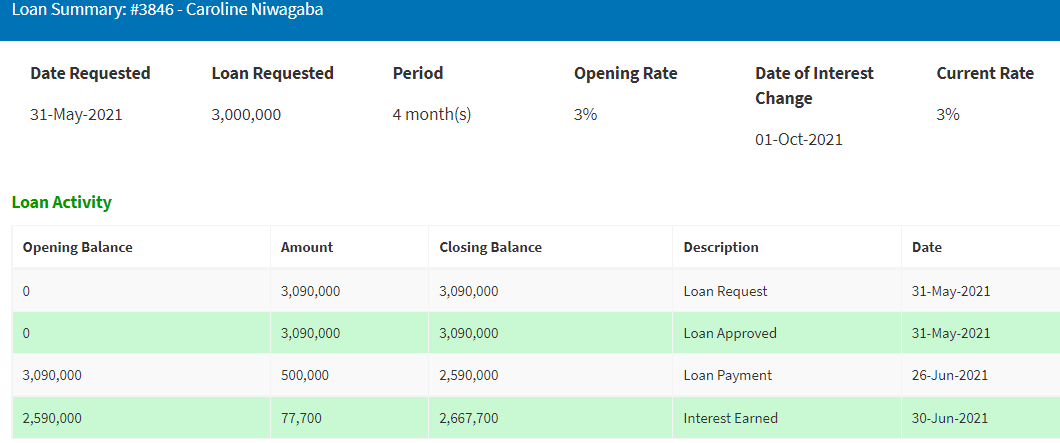 Loan Summary: #3846 - Caroline Niwagaba
Date Requested Loan Requested Period Opening Rate Date of Interest Change Current Rate
31-May-2021 3,000,000 4 month(s) 3% 01-Oct-2021 3%
Loan Activity
Opening Balance Amount Closing Balance Description Date
0 3,090,000 3,090,000 Loan Request 31-May-2021
0 3,090,000 3,090,000 Loan Approved 31-May-2021
3,090,000 500,000 2,590,000 Loan Payment 26-Jun-2021
2,590,000 77,700 2,667,700 Interest Earned 30-Jun-2021